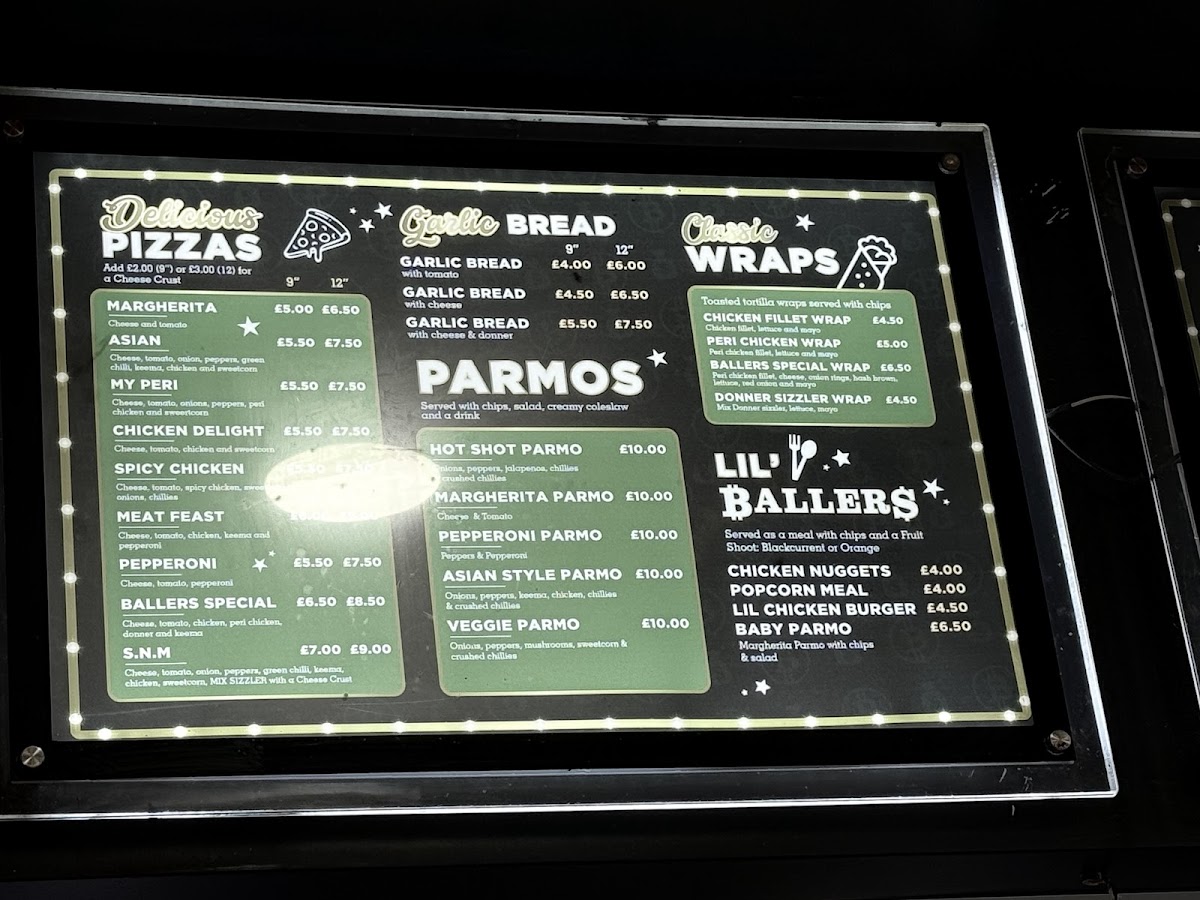 Delicious
PIZZAS
Add £2.00 (9") or £3.00 (12) for
a Cheese Crust
9" 12"
MARGHERITA £5.00 £6.50
Cheese and tomato
ASIAN £5.50 £7.50
Cheese, tomato, onion, peppers, green
chilli, keema, chicken and sweetcorn
MY PERI £5.50 £7.50
Cheese, tomato, onions, peppers, peri
chicken and sweetcorn
CHICKEN DELIGHT £5.50 £7.50
Cheese, tomato, chicken and sweetcorn
SPICY CHICKEN £5.50 £7.50
Cheese, tomato, spicy chicken,
onions, chillies
MEAT FEAST
Cheese, tomato, chicken, keema and
pepperoni
PEPPERONI £5.50 £7.50
Cheese, tomato, pepperoni
BALLERS SPECIAL £6.50 £8.50
Cheese, tomato, chicken, peri chicken,
donner and keema
S.N.M £7.00 £9.00
Cheese, tomato, onion, peppers, green chilli, keema,
chicken, sweetcorn, MIX SIZZLER with a Cheese Crust
Garlic BREAD
9" 12"
GARLIC BREAD £4.00 £6.00
with tomato
GARLIC BREAD £4.50 £6.50
with cheese
GARLIC BREAD £5.50 £7.50
with cheese & donner
PARMOS
Served with chips, salad, creamy coleslaw
and a drink
HOT SHOT PARMO £10.00
Onions, peppers, jalapenos, chillies
crushed chillies
MARGHERITA PARMO £10.00
Cheese & Tomato
PEPPERONI PARMO £10.00
Peppers & Pepperoni
ASIAN STYLE PARMO £10.00
Onions, peppers, keema, chicken, chillies
& crushed chillies
VEGGIE PARMO £10.00
Onions, peppers, mushrooms, sweetcorn &
crushed chillies
Classic
WRAPS
Toasted tortilla wraps served with chips
CHICKEN FILLET WRAP £4.50
Chicken fillet, lettuce and mayo
PERI CHICKEN WRAP £5.00
Peri chicken fillet, lettuce and mayo
BALLERS SPECIAL WRAP £6.50
Peri chicken fillet, cheese, onion rings, hash brown,
lettuce, red onion and mayo
DONNER SIZZLER WRAP £4.50
Mix Donner sizzler, lettuce, mayo
LIL'
BALLERS
Served as a meal with chips and a Fruit
Shoot: Blackcurrent or Orange
CHICKEN NUGGETS £4.00
POPCORN MEAL £4.00
LIL CHICKEN BURGER £4.50
BABY PARMO £6.50
Margherita Parmo with chips
& salad